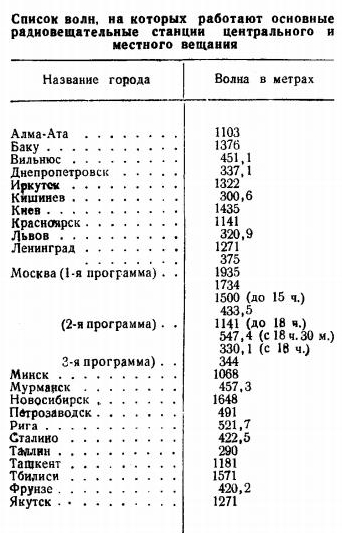 Список волн, на которых работают основные
радиовещательные станции центрального и
местного вещания
Название города Волна в метрах
Алма-Ата . . . . . . . . 1103
Баку . . . . . . . . . . 1376
Вильнюс . . . . . . . . 451,1
Днепропетровск . . . . . 337,1
Иркутск . . . . . . . . 1322
Кишинев . . . . . . . . 300,6
Киев . . . . . . . . . . 1435
Красноярск . . . . . . . 1141
Львов . . . . . . . . . 320,9
Ленинград . . . . . . . 1271
. . . . . . . 375
Москва (1-я программа) . . 1935
1734
1500 (до 15 ч.)
433,5
(2-я программа) . . 1141 (до 18 ч.)
547,4 (с 18 ч. 30 м.)
330,1 (с 18 ч.)
3-я программа) . . 344
Минск . . . . . . . . . 1068
Мурманск . . . . . . . . 457,3
Новосибирск . . . . . . 1648
Петрозаводск . . . . . . 491
Рига . . . . . . . . . . 521,7
Сталино . . . . . . . . 422,5
Таллин . . . . . . . . . 290
Ташкент . . . . . . . . 1181
Тбилиси . . . . . . . . 1571
Фрунзе . . . . . . . . . 420,2
Якутск . . . . . . . . . 1271